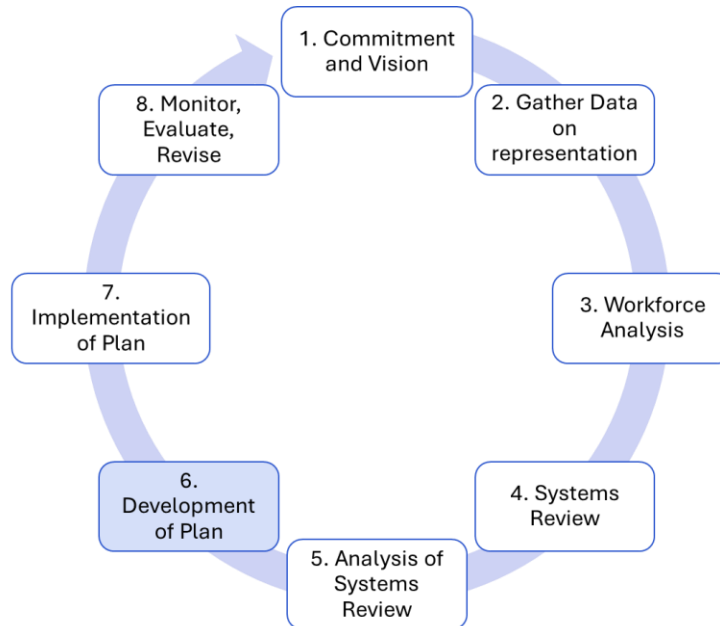 1. Commitment
and Vision
2. Gather Data
on
representation
3. Workforce
Analysis
4. Systems
Review
5. Analysis of
Systems
Review
6.
Development
of Plan
7.
Implementation
of Plan
8. Monitor,
Evaluate,
Revise